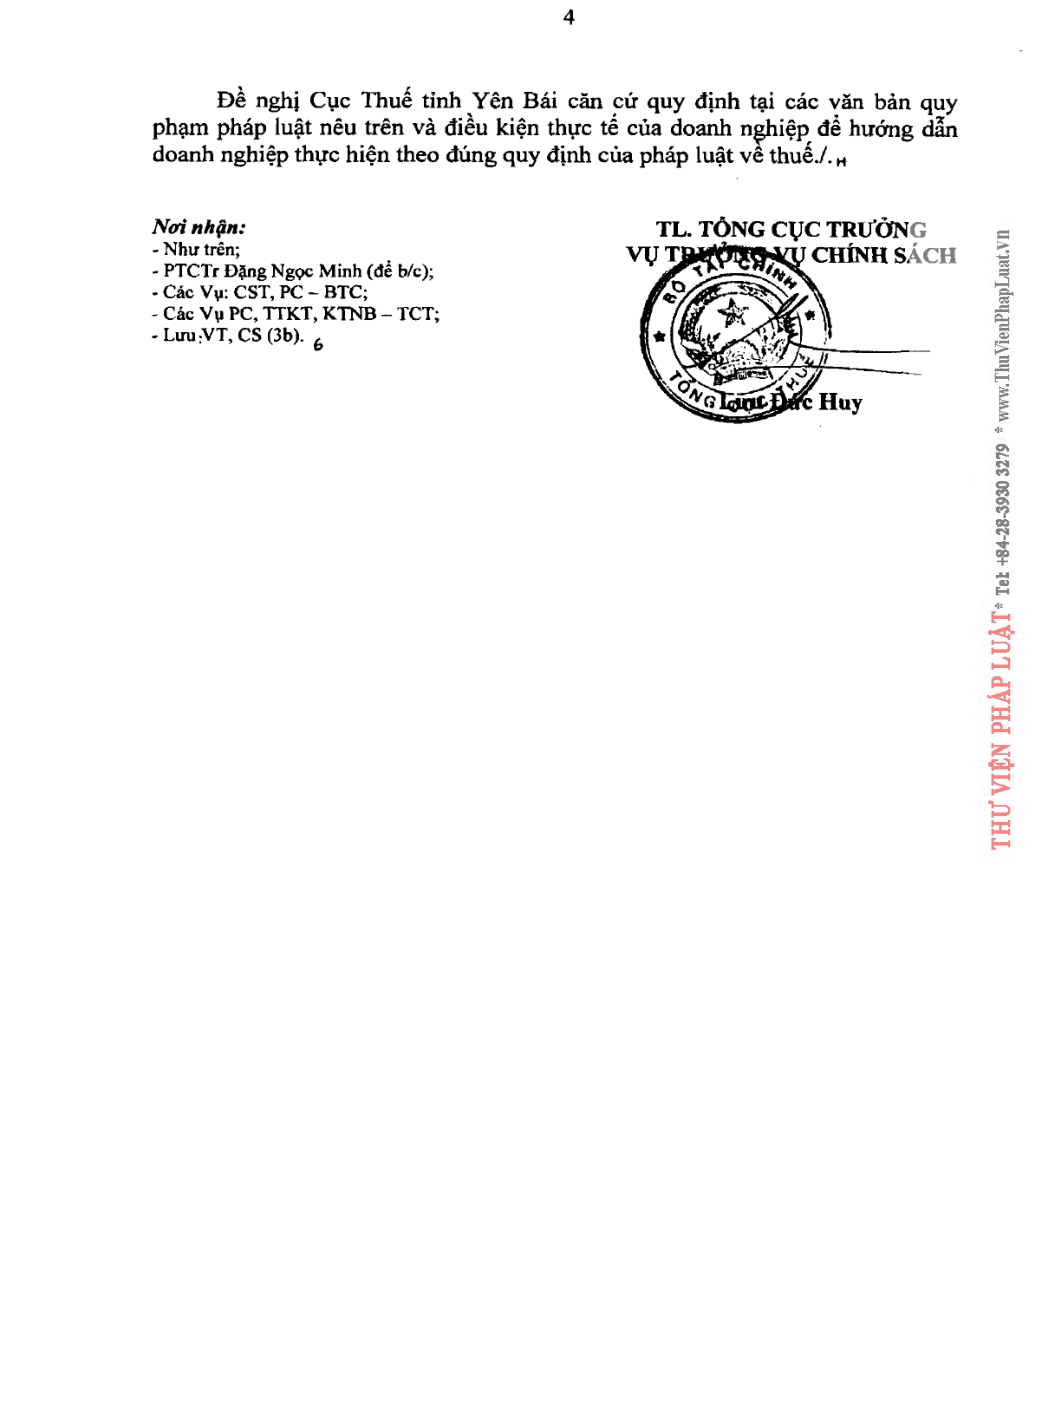 4
Đề nghị Cục Thuế tỉnh Yên Bái căn cứ quy định tại các văn bản quy
phạm pháp luật nêu trên và điều kiện thực tế của doanh nghiệp để hướng dẫn
doanh nghiệp thực hiện theo đúng quy định của pháp luật về thuế./.
Nơi nhận:
- Như trên;
- PTCTr Đặng Ngọc Minh (để b/c);
- Các Vụ: CST, PC – BTC;
- Các Vụ PC, TTKT, KTNB – TCT;
- Lưu: VT, CS (3b). 6
TL. TỔNG CỤC TRƯỞNG
VỤ TRƯỞNG VỤ CHÍNH SÁCH
BỘ TÀI CHÍNH
TỔNG CỤC THUẾ
Đức Huy
THƯ VIỆN PHÁP LUẬT * Tel: +84-28-3930 3279 * www.ThuVienPhapLuat.vn